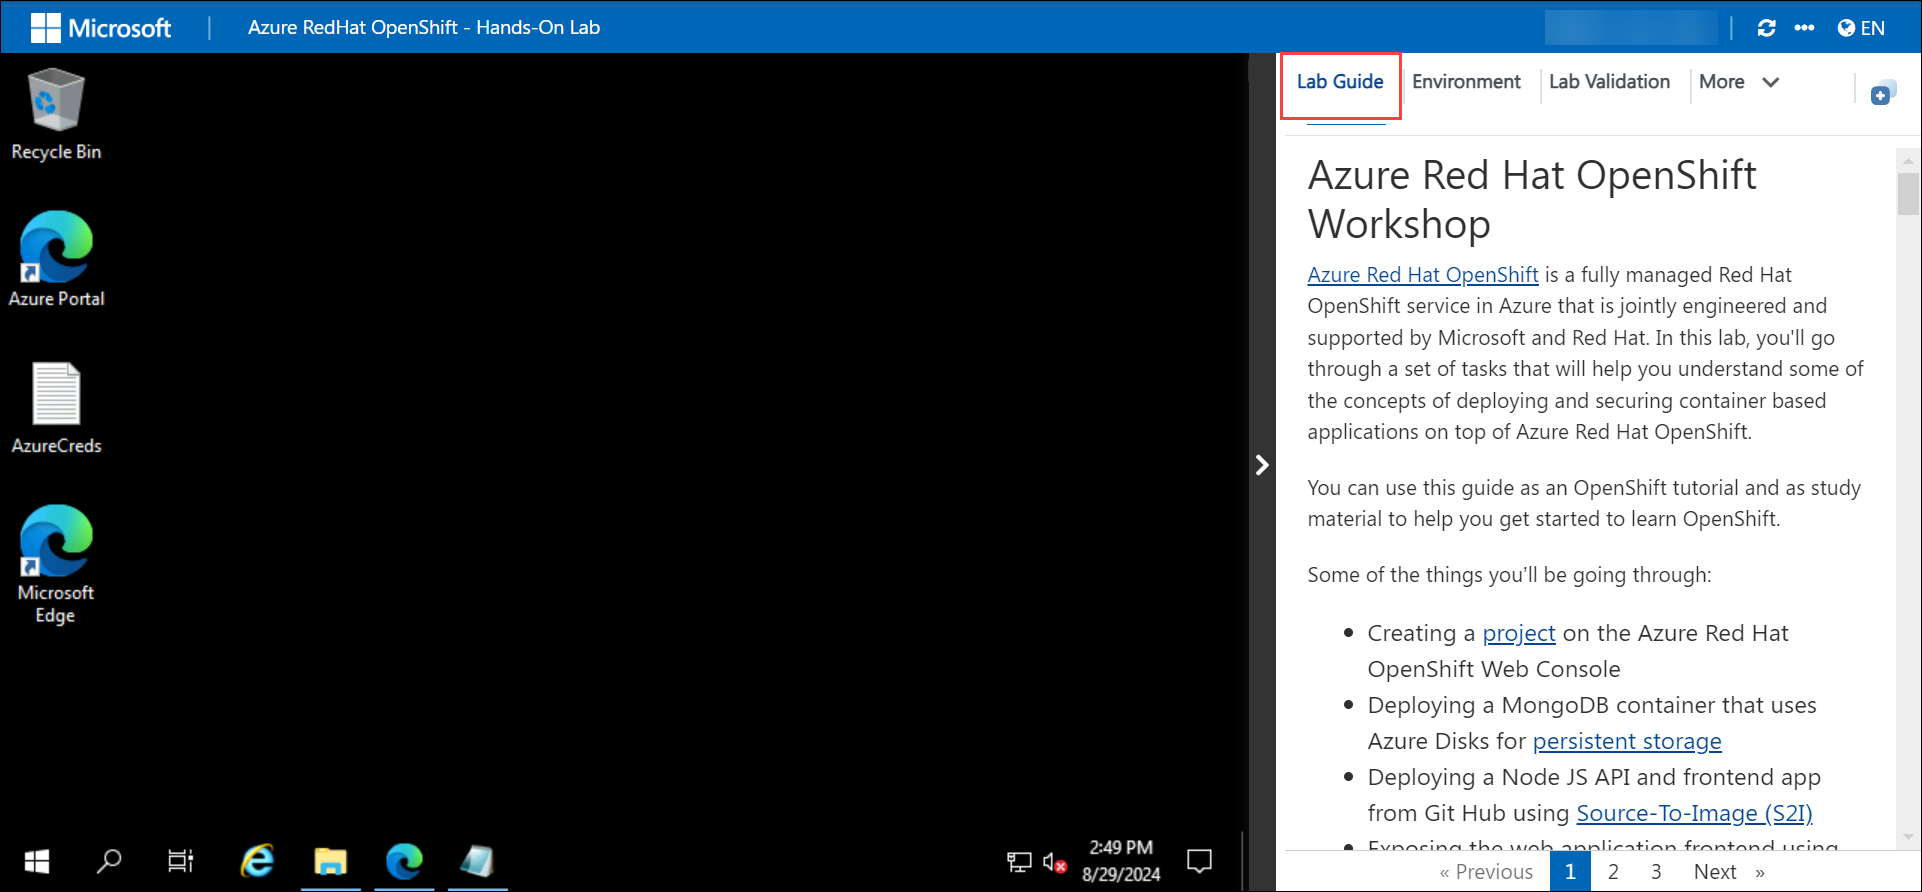 Microsoft
Azure RedHat OpenShift - Hands-On Lab
EN
Recycle Bin
Azure Portal
AzureCreds
Microsoft
Edge
2:49 PM
8/29/2024
Lab Guide
Environment
Lab Validation
More
Azure Red Hat OpenShift
Workshop
Azure Red Hat OpenShift is a fully managed Red Hat
OpenShift service in Azure that is jointly engineered and
supported by Microsoft and Red Hat. In this lab, you'll go
through a set of tasks that will help you understand some of
the concepts of deploying and securing container based
applications on top of Azure Red Hat OpenShift.
You can use this guide as an OpenShift tutorial and as study
material to help you get started to learn OpenShift.
Some of the things you’ll be going through:
• Creating a project on the Azure Red Hat
OpenShift Web Console
• Deploying a MongoDB container that uses
Azure Disks for persistent storage
• Deploying a Node JS API and frontend app
from Git Hub using Source-To-Image (S2I)
• Exposing the web application frontend using
« Previous 1 2 3 Next »